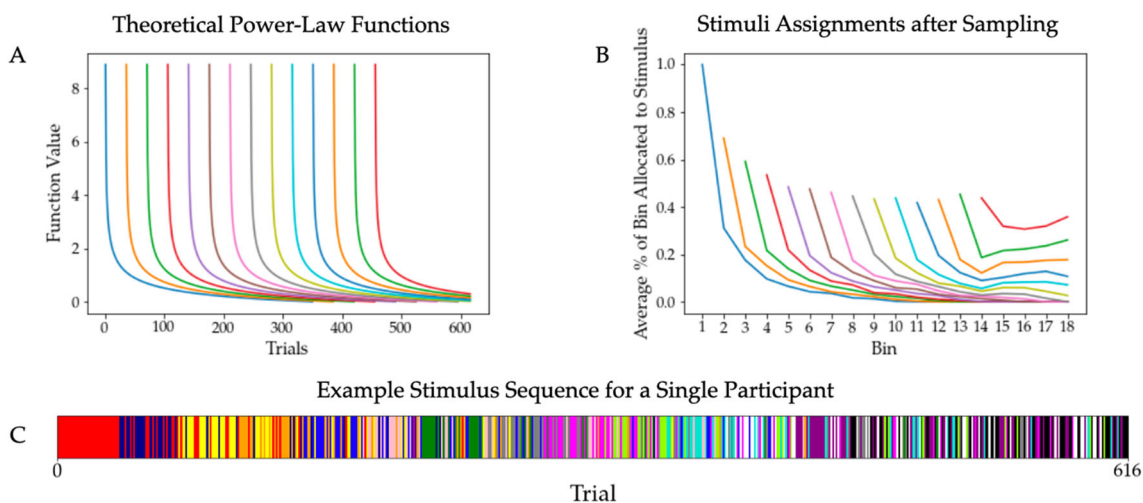 Theoretical Power-Law Functions
A
Function Value
8
6
4
2
0
0 100 200 300 400 500 600
Trials
Stimuli Assignments after Sampling
B
Average % of Bin Allocated to Stimulus
1.0
0.8
0.6
0.4
0.2
0.0
1 2 3 4 5 6 7 8 9 10 11 12 13 14 15 16 17 18
Bin
Example Stimulus Sequence for a Single Participant
C
0 616
Trial